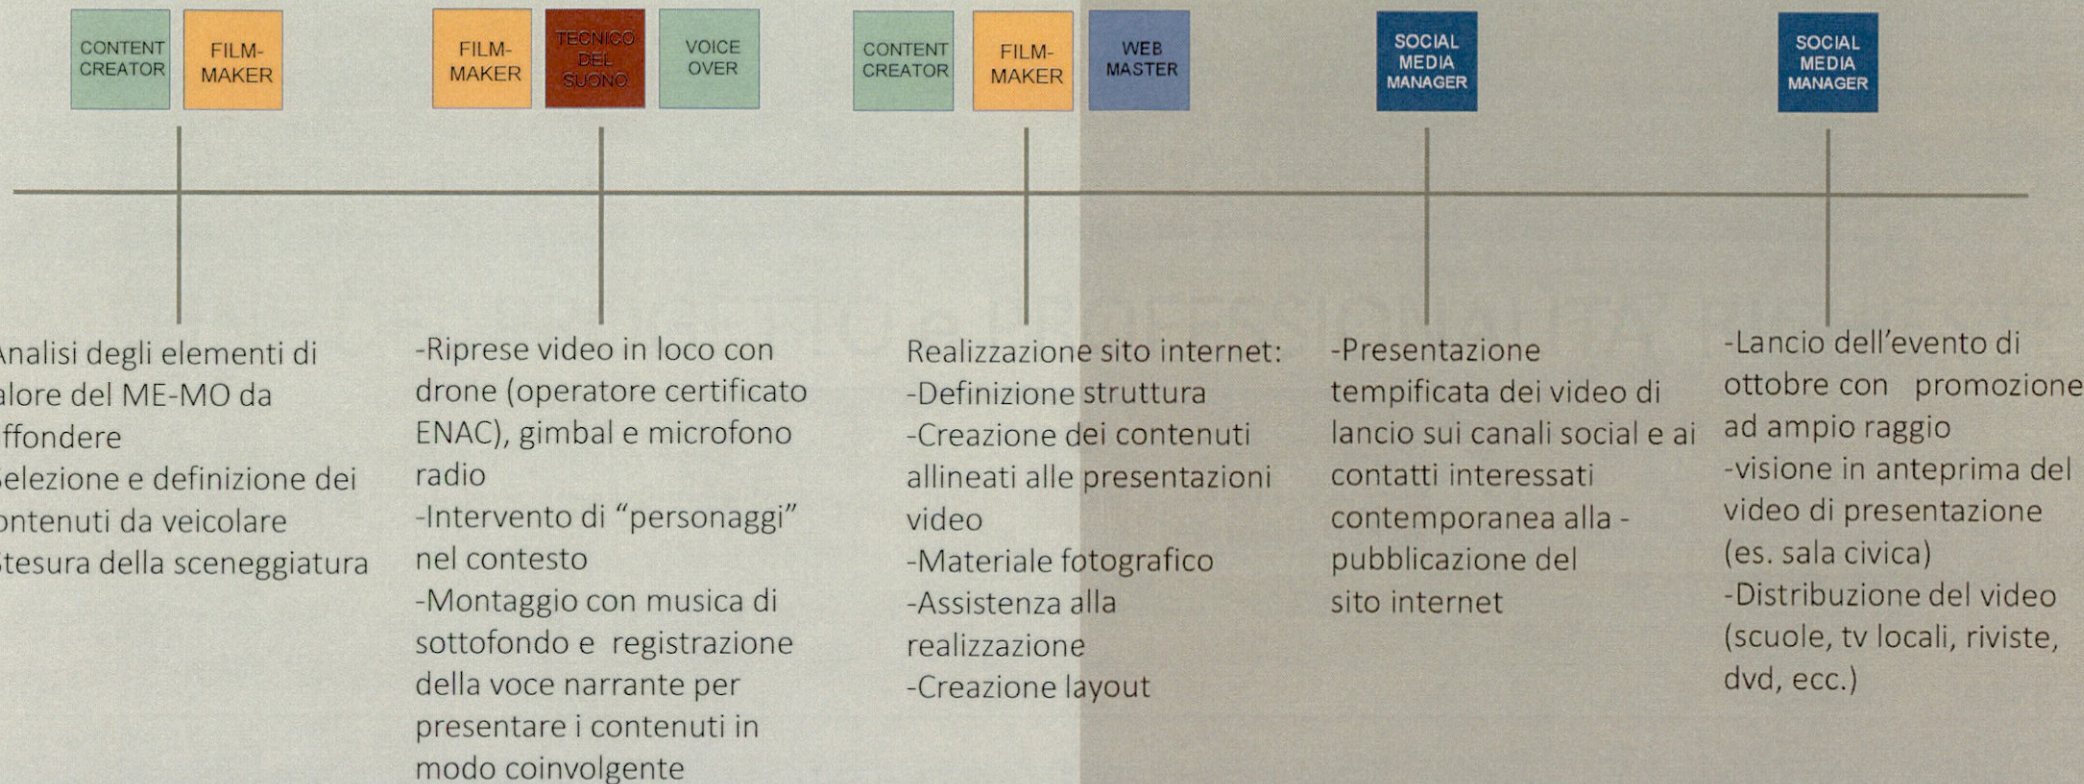 CONTENT
CREATOR
FILM-
MAKER
FILM-
MAKER
TECNICO
DEL
SUONO
VOICE
OVER
CONTENT
CREATOR
FILM-
MAKER
WEB
MASTER
SOCIAL
MEDIA
MANAGER
SOCIAL
MEDIA
MANAGER
Analisi degli elementi di
alore del ME-MO da
ffondere
Selezione e definizione dei
ontenuti da veicolare
Stesura della sceneggiatura
-Riprese video in loco con
drone (operatore certificato
ENAC), gimbal e microfono
radio
-Intervento di “personaggi”
nel contesto
-Montaggio con musica di
sottofondo e registrazione
della voce narrante per
presentare i contenuti in
modo coinvolgente
Realizzazione sito internet:
-Definizione struttura
-Creazione dei contenuti
allineati alle presentazioni
video
-Materiale fotografico
-Assistenza alla
realizzazione
-Creazione layout
-Presentazione
tempificata dei video di
lancio sui canali social e ai
contatti interessati
contemporanea alla -
pubblicazione del
sito internet
-Lancio dell’evento di
ottobre con promozione
ad ampio raggio
-visione in anteprima del
video di presentazione
(es. sala civica)
-Distribuzione del video
(scuole, tv locali, riviste,
dvd, ecc.)